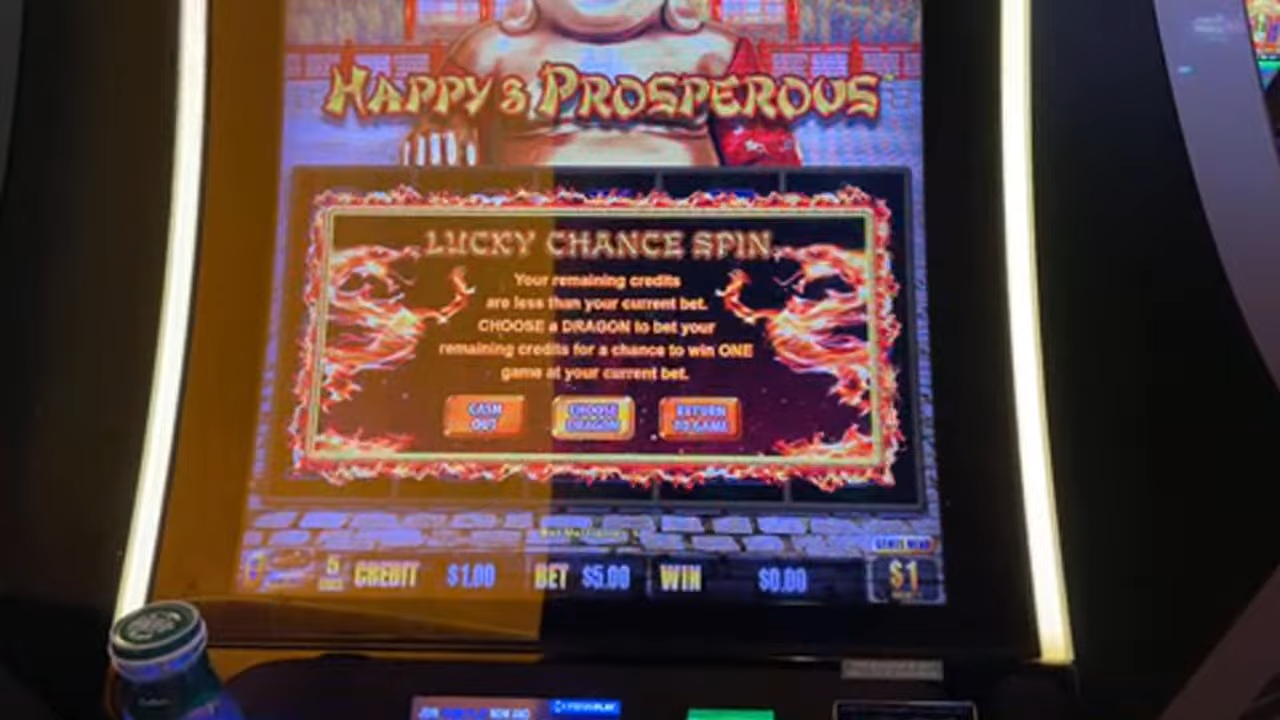 HAPPY & PROSPEROUS
LUCKY CHANCE SPIN
Your remaining credits
are less than your current bet.
CHOOSE a DRAGON to bet your
remaining credits for a chance to win ONE
game at your current bet.
CASH OUT
CHOOSE DRAGON
RETURN TO GAME
5
CREDIT $1.00 BET $5.00 WIN $0.00
$1